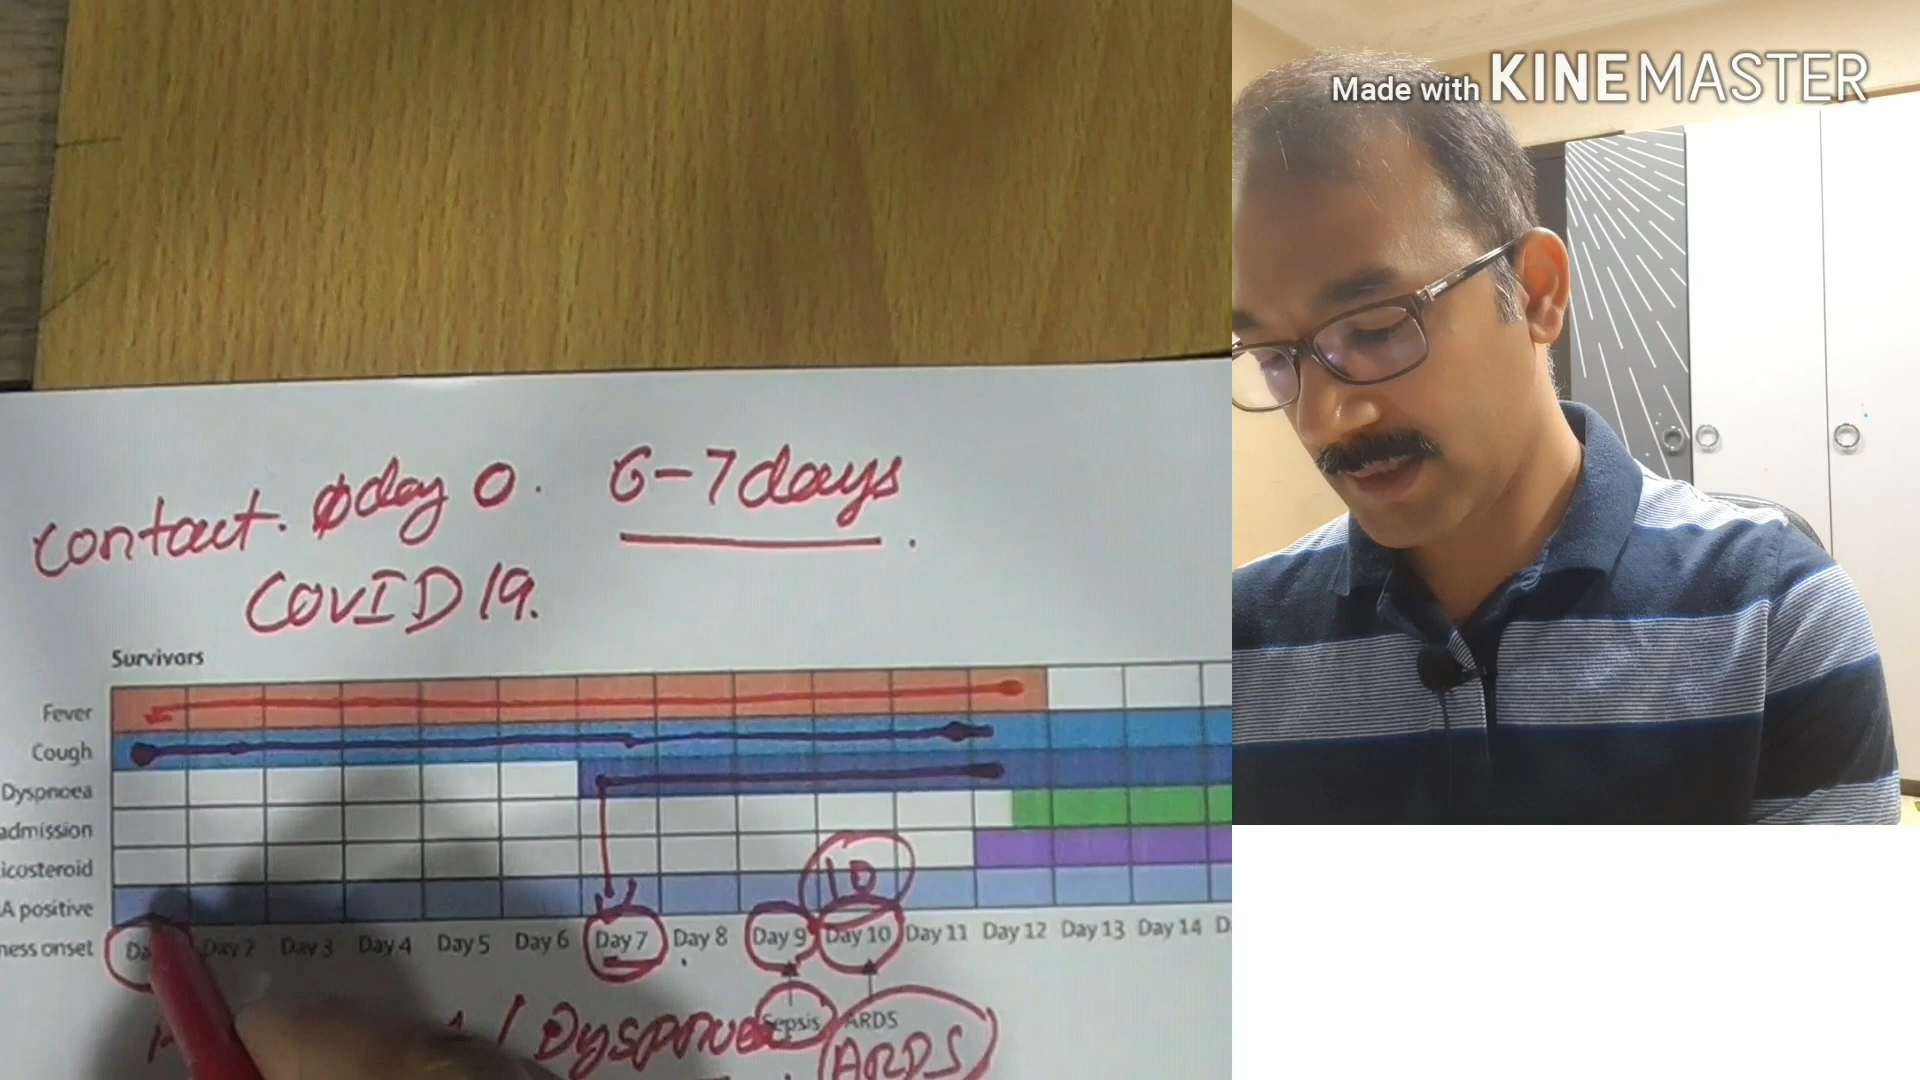 Made with KINEMASTER
contact. day 0. 6-7days.
COVID 19.
Survivors
Fever
Cough
Dyspnoea
admission
icosteroid
A positive
10
ness onset Day 2 Day 3 Day 4 Day 5 Day 6 Day 7 Day 8 Day 9 Day 10 Day 11 Day 12 Day 13 Day 14
Sepsis ARDS
/ Dyspnoea ARDS